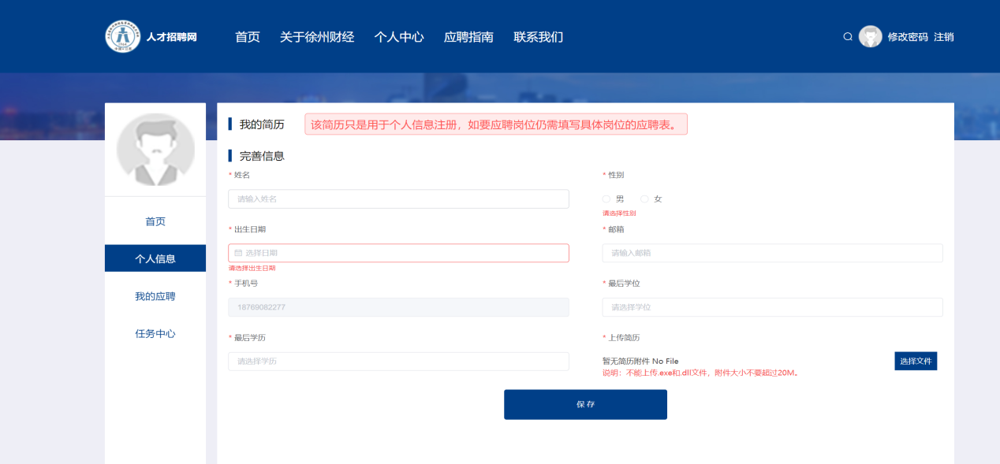 人才招聘网
首页 关于徐州财经 个人中心 应聘指南 联系我们
修改密码 注销
首页
个人信息
我的应聘
任务中心
我的简历
该简历只是用于个人信息注册，如要应聘岗位仍需填写具体岗位的应聘表。
完善信息
* 姓名
请输入姓名
* 性别
男 女
请选择性别
* 出生日期
选择日期
请选择出生日期
* 邮箱
请输入邮箱
* 手机号
18769082277
* 最后学位
请选择学位
* 最后学历
请选择学历
* 上传简历
暂无简历附件 No File
选择文件
说明：不能上传.exe和.dll文件，附件大小不要超过20M。
保 存